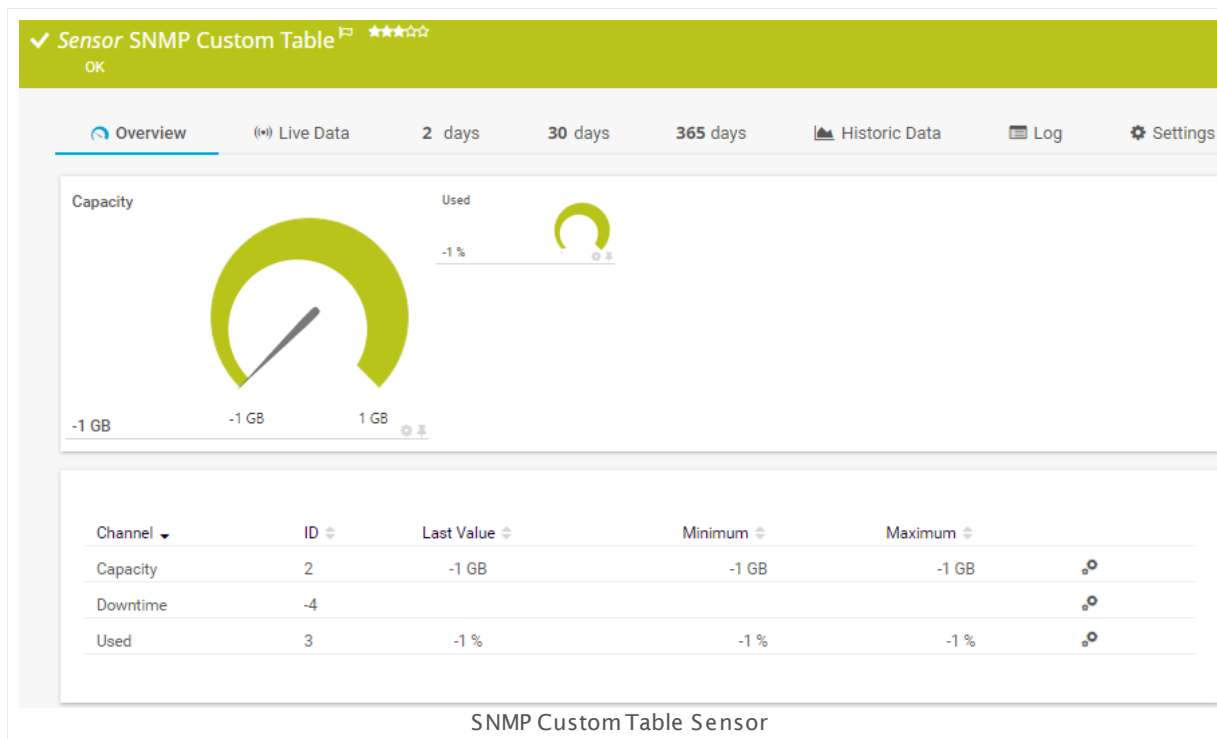 Sensor SNMP Custom Table
OK
Overview Live Data 2 days 30 days 365 days Historic Data Log Settings
Capacity
Used
-1 %
-1 GB 1 GB
-1 GB
Channel ID Last Value Minimum Maximum
Capacity 2 -1 GB -1 GB -1 GB
Downtime -4
Used 3 -1 % -1 % -1 %
SNMP Custom Table Sensor